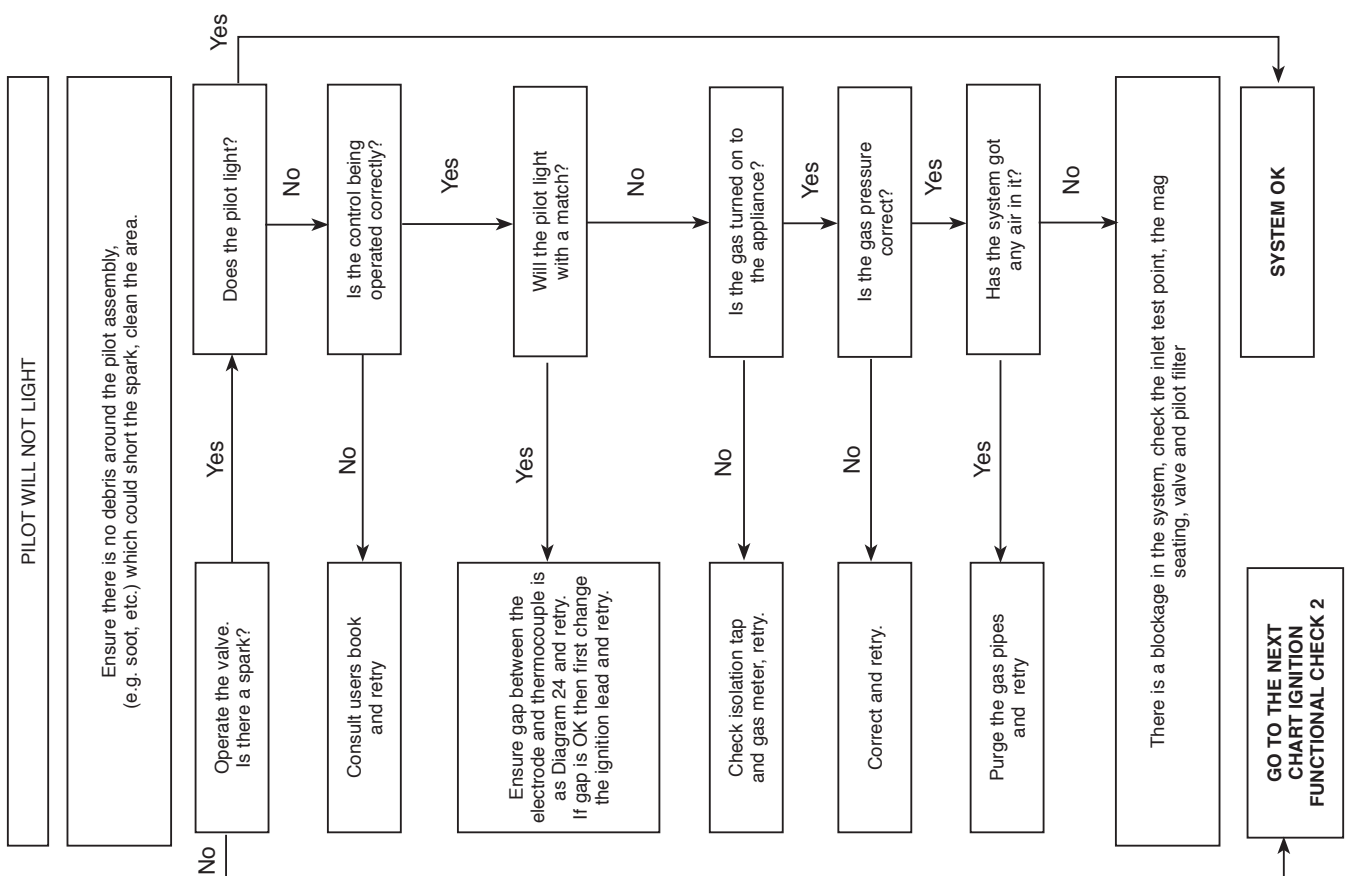 PILOT WILL NOT LIGHT
Ensure there is no debris around the pilot assembly,
(e.g. soot, etc.) which could short the spark, clean the area.
Operate the valve.
Is there a spark?
No
Yes
Does the pilot light?
Yes
No
Is the control being
operated correctly?
No
Consult users book
and retry
Yes
Will the pilot light
with a match?
Yes
Ensure gap between the
electrode and thermocouple is
as Diagram 24 and retry.
If gap is OK then first change
the ignition lead and retry.
No
Is the gas turned on to
the appliance?
No
Check isolation tap
and gas meter, retry.
Yes
Is the gas pressure
correct?
No
Correct and retry.
Yes
Has the system got
any air in it?
Yes
Purge the gas pipes
and retry
No
There is a blockage in the system, check the inlet test point, the mag
seating, valve and pilot filter
GO TO THE NEXT
CHART IGNITION
FUNCTIONAL CHECK 2
SYSTEM OK